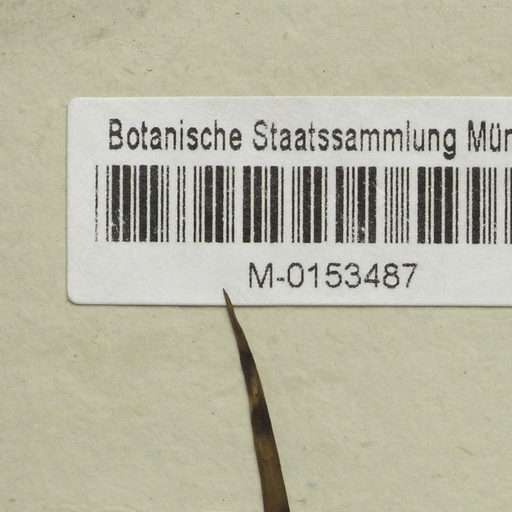 Botanische Staatssammlung Mün
M-0153487